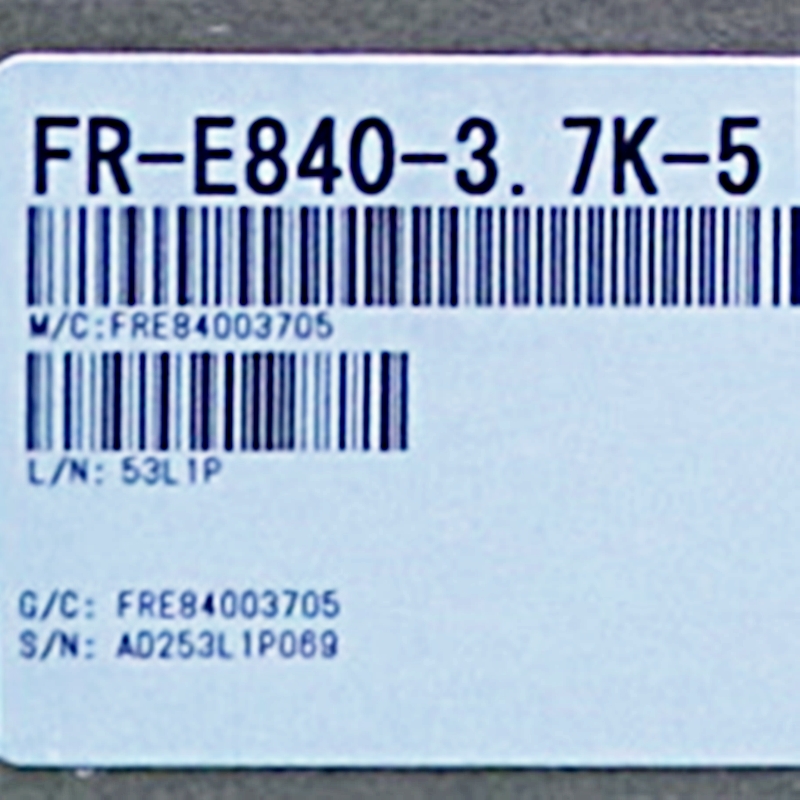 FR-E840-3. 7K-5
M/C:FRE84003705
L/N: 53L1P
G/C: FRE84003705
S/N: AD253L1P069